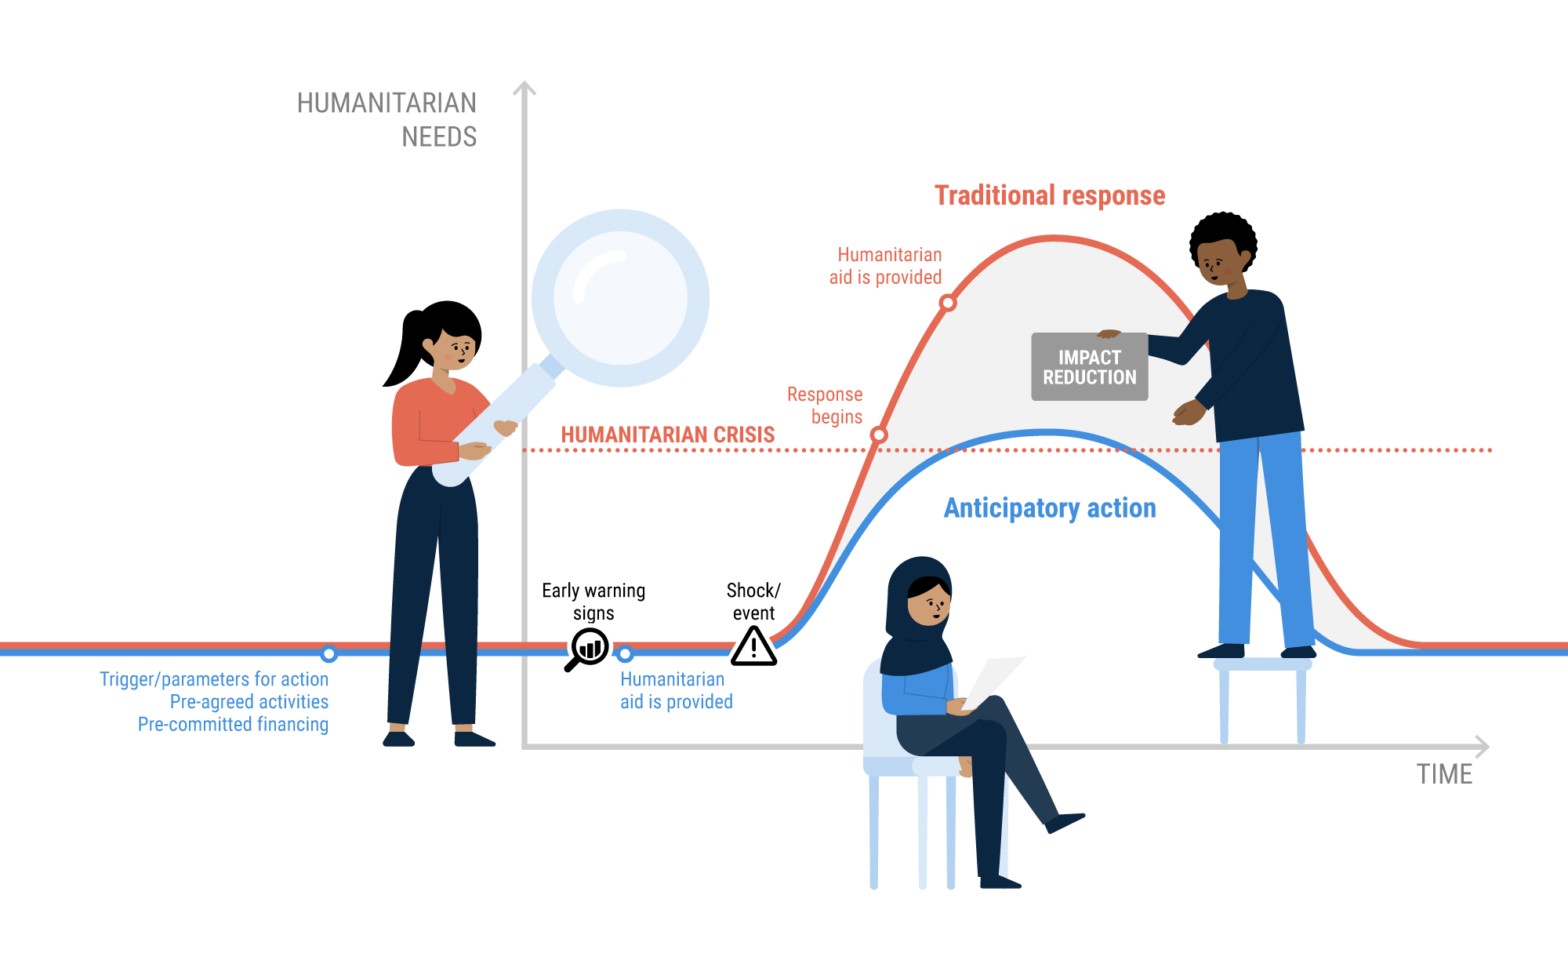 HUMANITARIAN
NEEDS
Traditional response
Humanitarian
aid is provided
IMPACT
REDUCTION
Response
begins
HUMANITARIAN CRISIS
Anticipatory action
Early warning
signs
Shock/
event
Trigger/parameters for action
Pre-agreed activities
Pre-committed financing
Humanitarian
aid is provided
TIME